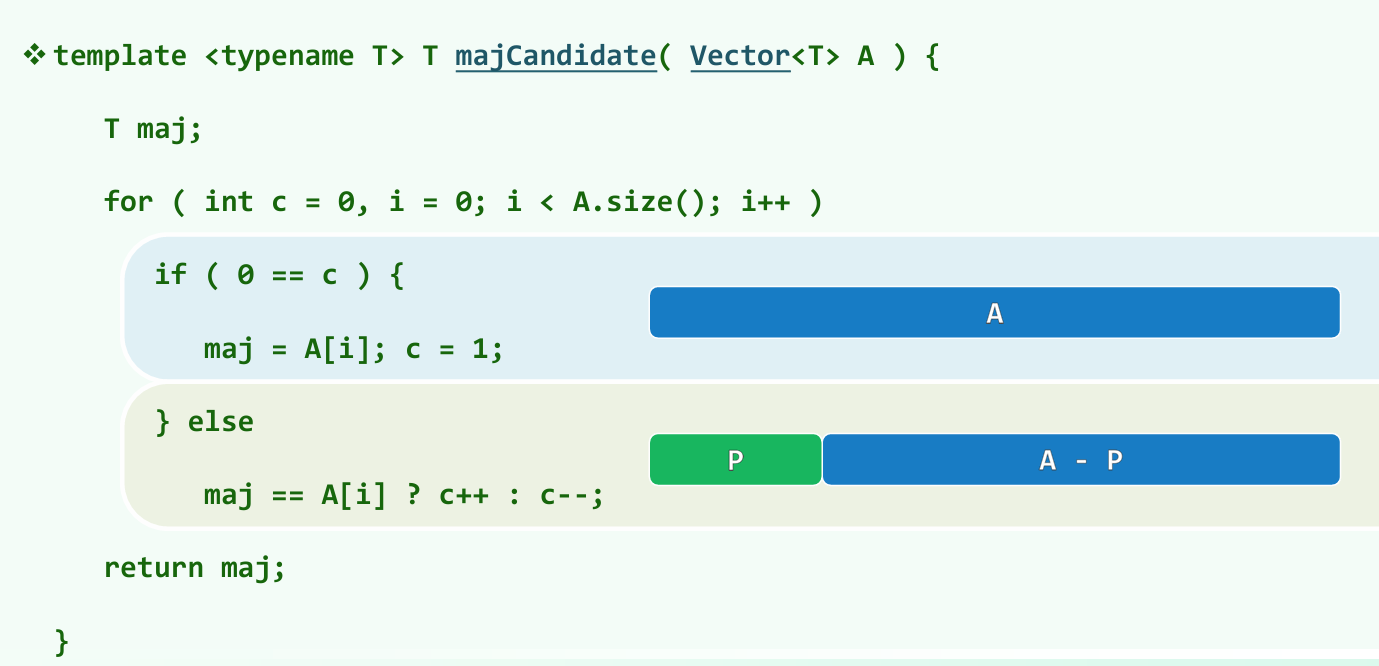 ❖ template <typename T> T majCandidate( Vector<T> A ) {
T maj;
for ( int c = 0, i = 0; i < A.size(); i++ )
if ( 0 == c ) {
A
maj = A[i]; c = 1;
} else
P A - P
maj == A[i] ? c++ : c--;
return maj;
}